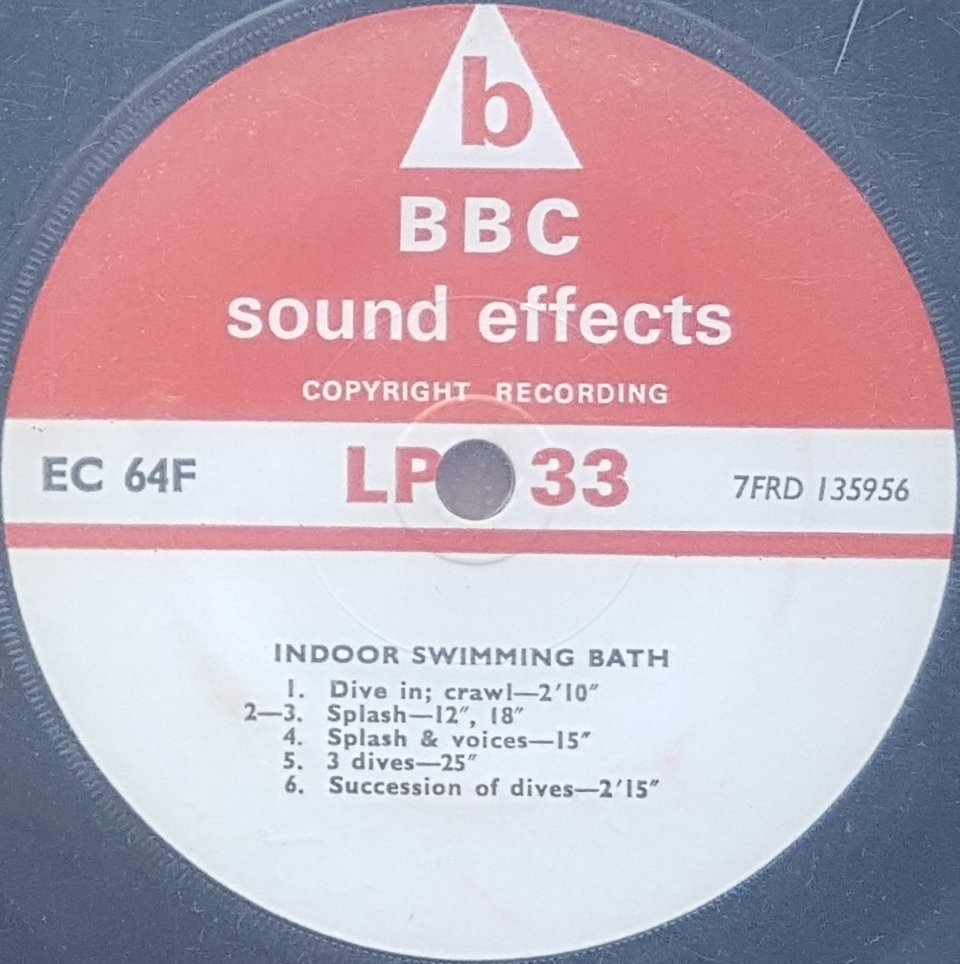 b
BBC
sound effects
COPYRIGHT RECORDING
EC 64F LP 33 7FRD 135956
INDOOR SWIMMING BATH
1. Dive in; crawl—2′10″
2—3. Splash—12″, 18″
4. Splash & voices—15″
5. 3 dives—25″
6. Succession of dives—2′15″